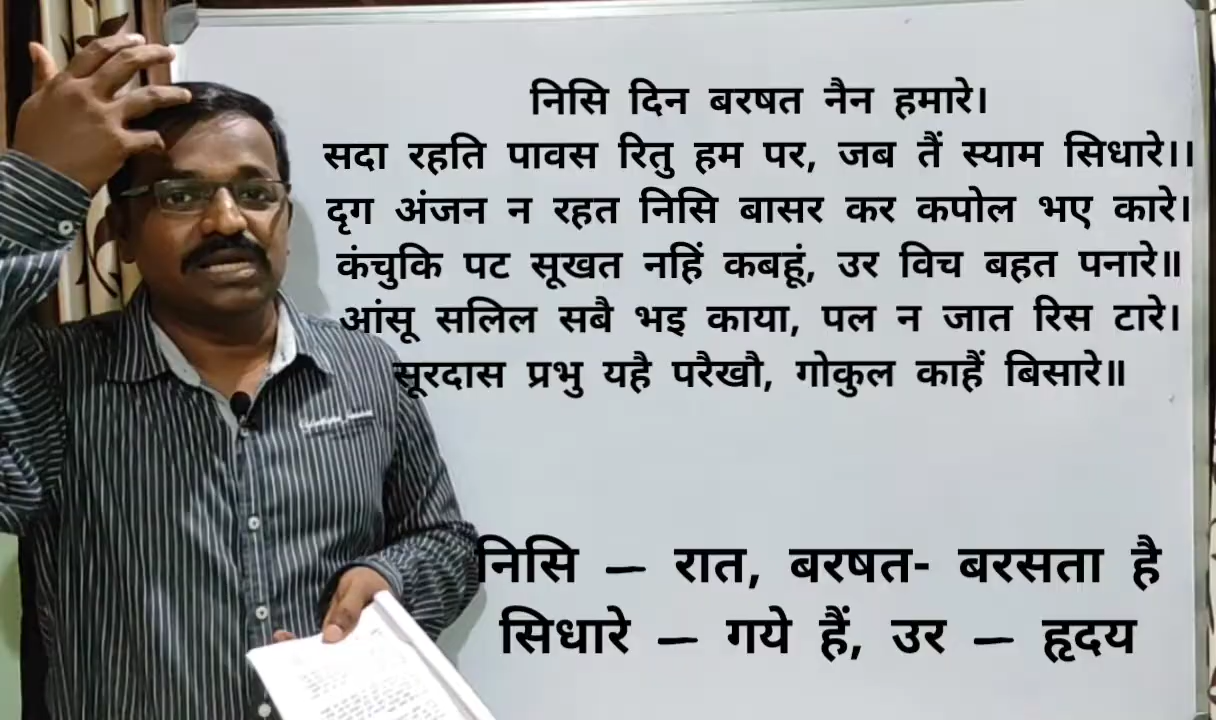 निसि दिन बरषत नैन हमारे।
सदा रहति पावस रितु हम पर, जब तैं स्याम सिधारे।।
दृग अंजन न रहत निसि बासर कर कपोल भए कारे।
कंचुकि पट सूखत नहिं कबहूं, उर विच बहत पनारे॥
आंसू सलिल सबै भइ काया, पल न जात रिस टारे।
सूरदास प्रभु यहै परैखौ, गोकुल काहैं बिसारे॥
निसि – रात, बरषत- बरसता है
सिधारे – गये हैं, उर – हृदय